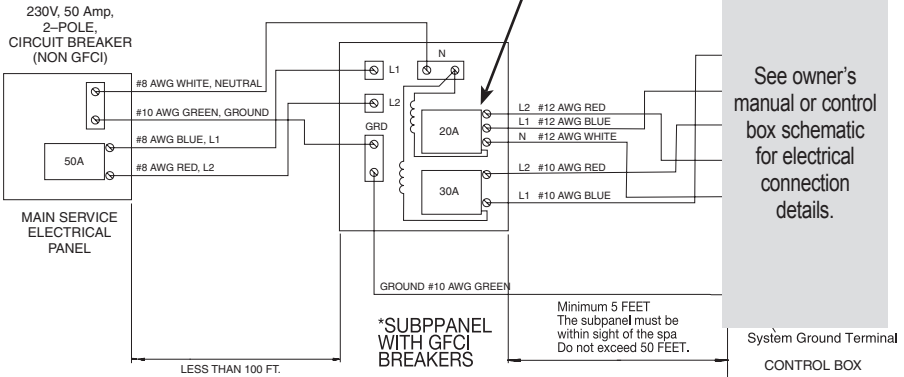 230V, 50 Amp,
2–POLE,
CIRCUIT BREAKER
(NON GFCI)
#8 AWG WHITE, NEUTRAL
#10 AWG GREEN, GROUND
#8 AWG BLUE, L1
#8 AWG RED, L2
50A
MAIN SERVICE
ELECTRICAL
PANEL
LESS THAN 100 FT.
N
L1
L2
GRD
20A
30A
L2 #12 AWG RED
L1 #12 AWG BLUE
N #12 AWG WHITE
L2 #10 AWG RED
L1 #10 AWG BLUE
GROUND #10 AWG GREEN
*SUBPPANEL
WITH GFCI
BREAKERS
Minimum 5 FEET
The subpanel must be
within sight of the spa
Do not exceed 50 FEET.
See owner's
manual or control
box schematic
for electrical
connection
details.
System Ground Terminal
CONTROL BOX